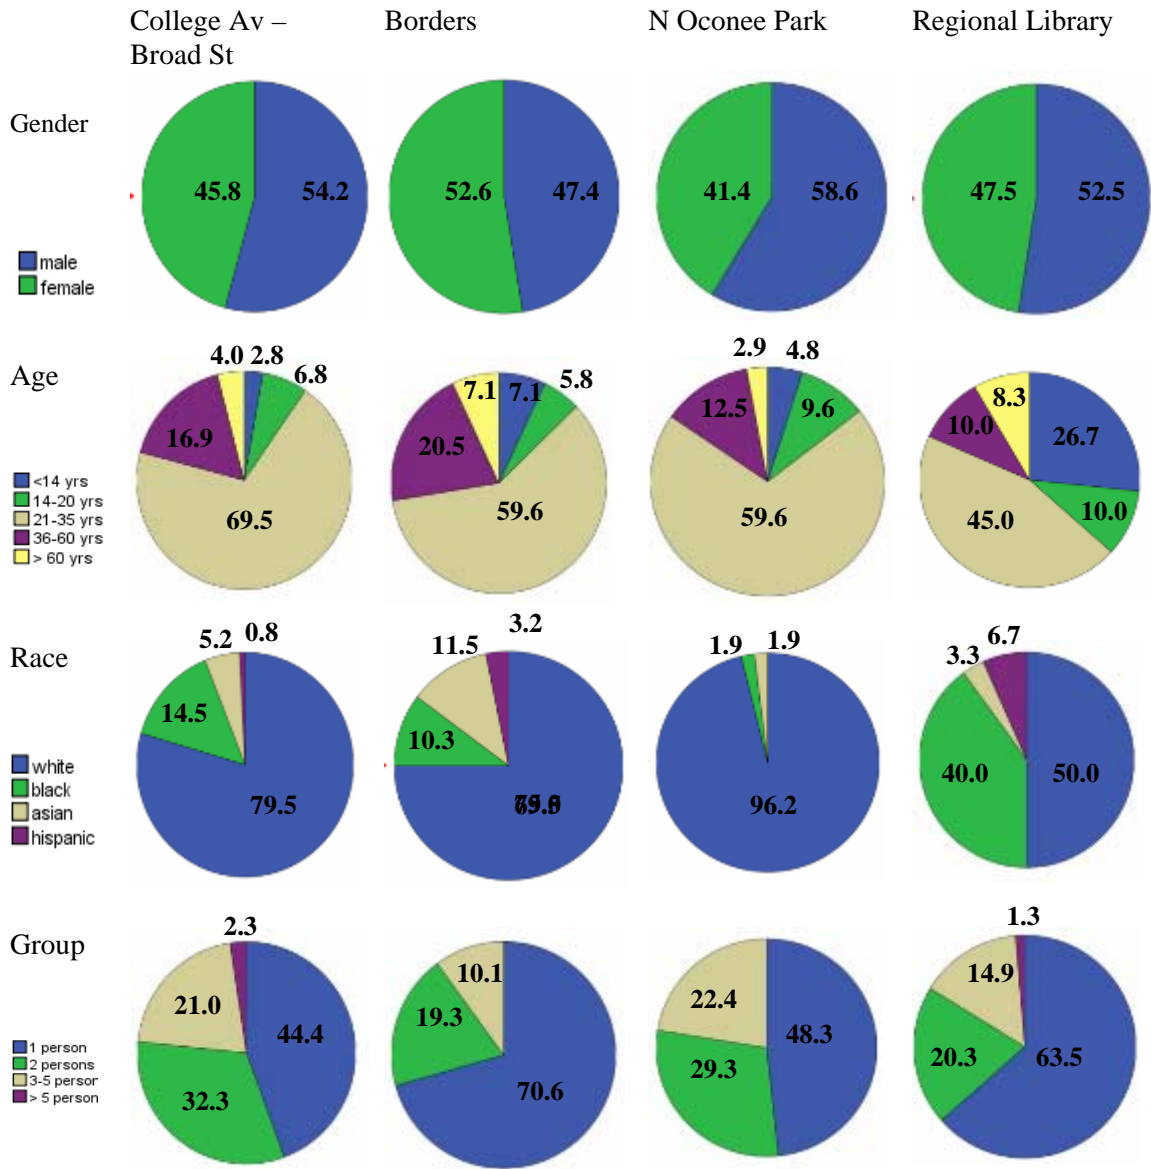 College Av –
Broad St
Borders
N Oconee Park
Regional Library
Gender
45.8
54.2
52.6
47.4
41.4
58.6
47.5
52.5
male
female
Age
4.0
2.8
6.8
16.9
69.5
7.1
7.1
5.8
20.5
59.6
2.9
4.8
12.5
9.6
59.6
8.3
26.7
10.0
10.0
45.0
<14 yrs
14-20 yrs
21-35 yrs
36-60 yrs
> 60 yrs
Race
5.2
0.8
14.5
79.5
11.5
3.2
10.3
1.9
1.9
96.2
3.3
6.7
40.0
50.0
white
black
asian
hispanic
Group
2.3
21.0
44.4
32.3
10.1
19.3
70.6
22.4
48.3
29.3
1.3
14.9
20.3
63.5
1 person
2 persons
3-5 person
> 5 person